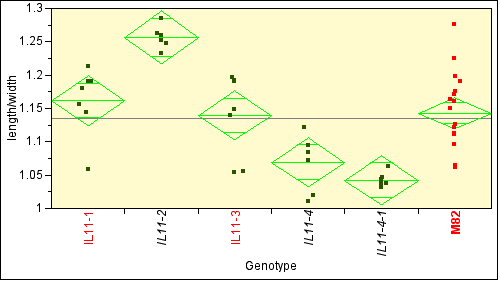 1.3
1.25
1.2
1.15
1.1
1.05
1
length/width
IL11-1
IL11-2
IL11-3
IL11-4
IL11-4-1
M82
Genotype